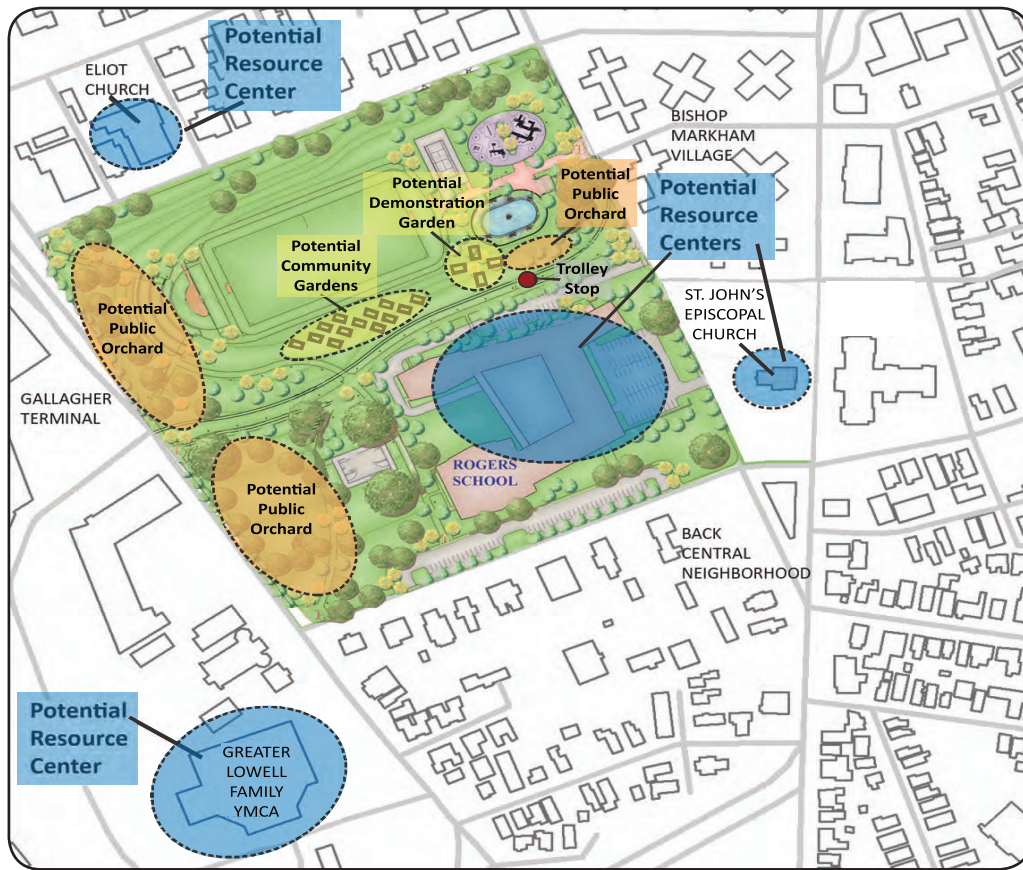 Potential
Resource
Center
ELIOT
CHURCH
BISHOP
MARKHAM
VILLAGE
Potential
Demonstration
Garden
Potential
Public
Orchard
Potential
Resource
Centers
Potential
Community
Gardens
Trolley
Stop
Potential
Public
Orchard
ST. JOHN'S
EPISCOPAL
CHURCH
GALLAGHER
TERMINAL
ROGERS
SCHOOL
Potential
Public
Orchard
BACK
CENTRAL
NEIGHBORHOOD
Potential
Resource
Center
GREATER
LOWELL
FAMILY
YMCA